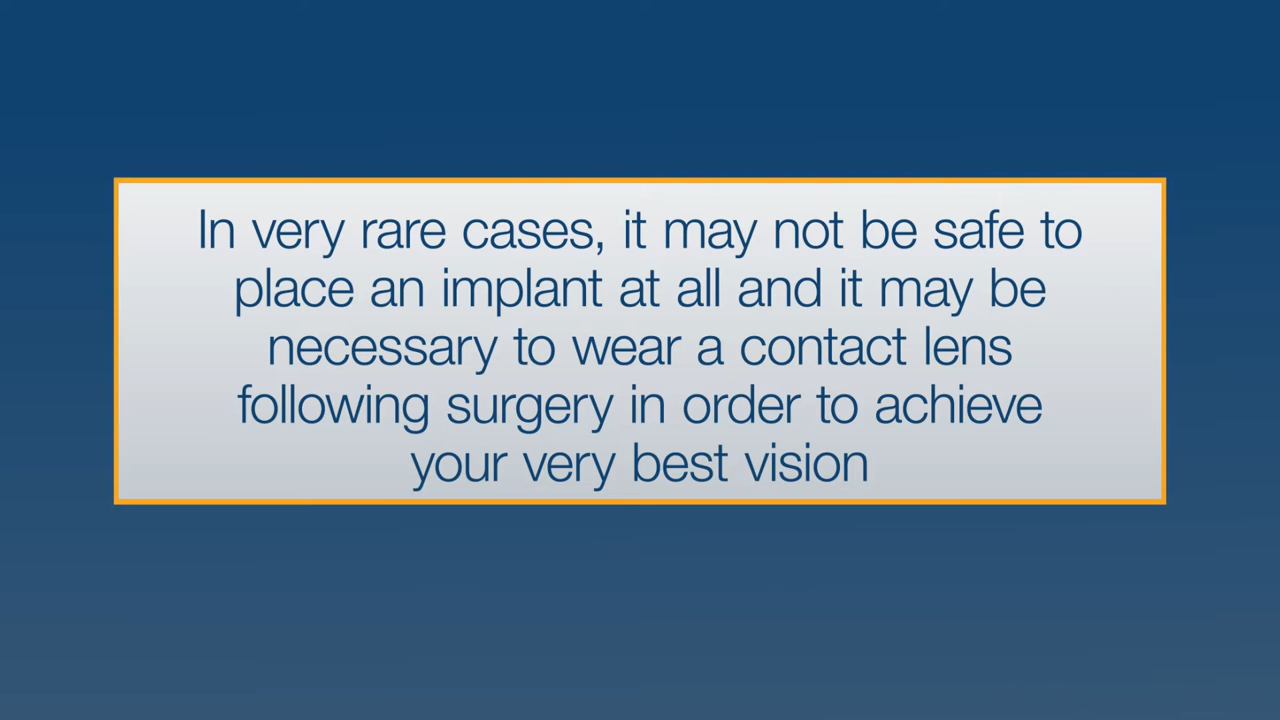 In very rare cases, it may not be safe to
place an implant at all and it may be
necessary to wear a contact lens
following surgery in order to achieve
your very best vision